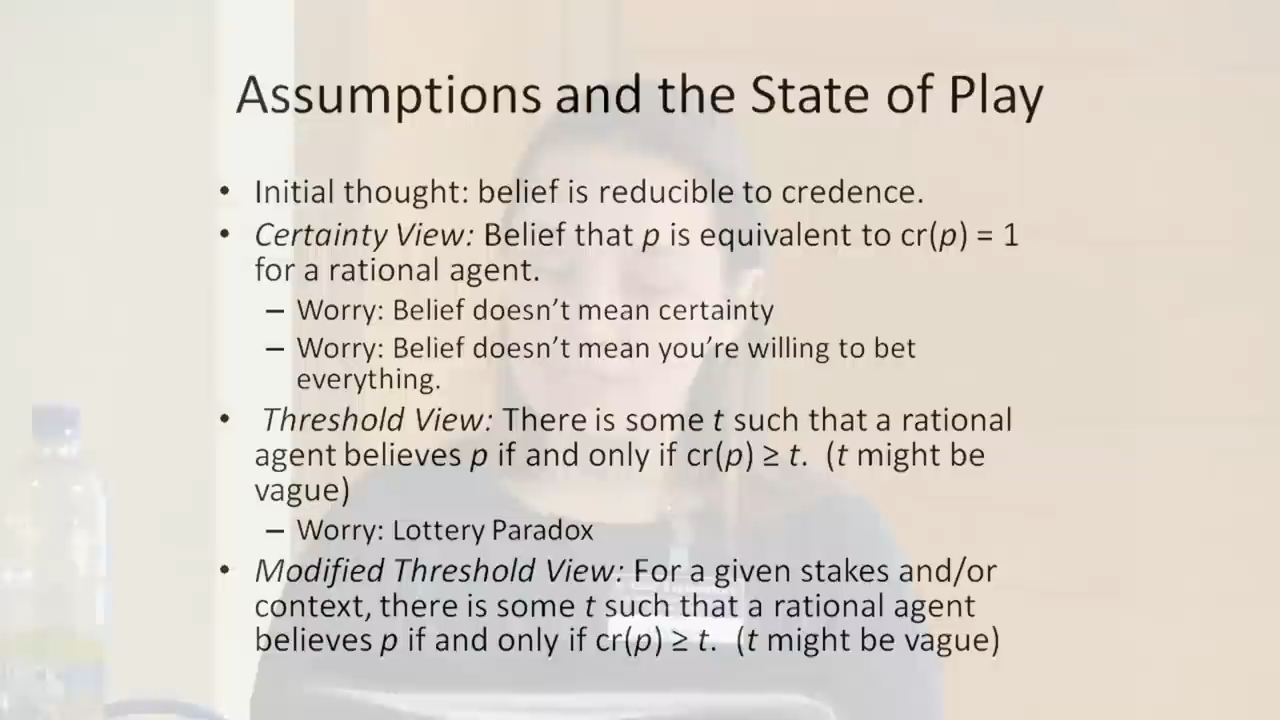 Assumptions and the State of Play
• Initial thought: belief is reducible to credence.
• Certainty View: Belief that p is equivalent to cr(p) = 1
for a rational agent.
– Worry: Belief doesn’t mean certainty
– Worry: Belief doesn’t mean you’re willing to bet
everything.
• Threshold View: There is some t such that a rational
agent believes p if and only if cr(p) ≥ t. (t might be
vague)
– Worry: Lottery Paradox
• Modified Threshold View: For a given stakes and/or
context, there is some t such that a rational agent
believes p if and only if cr(p) ≥ t. (t might be vague)